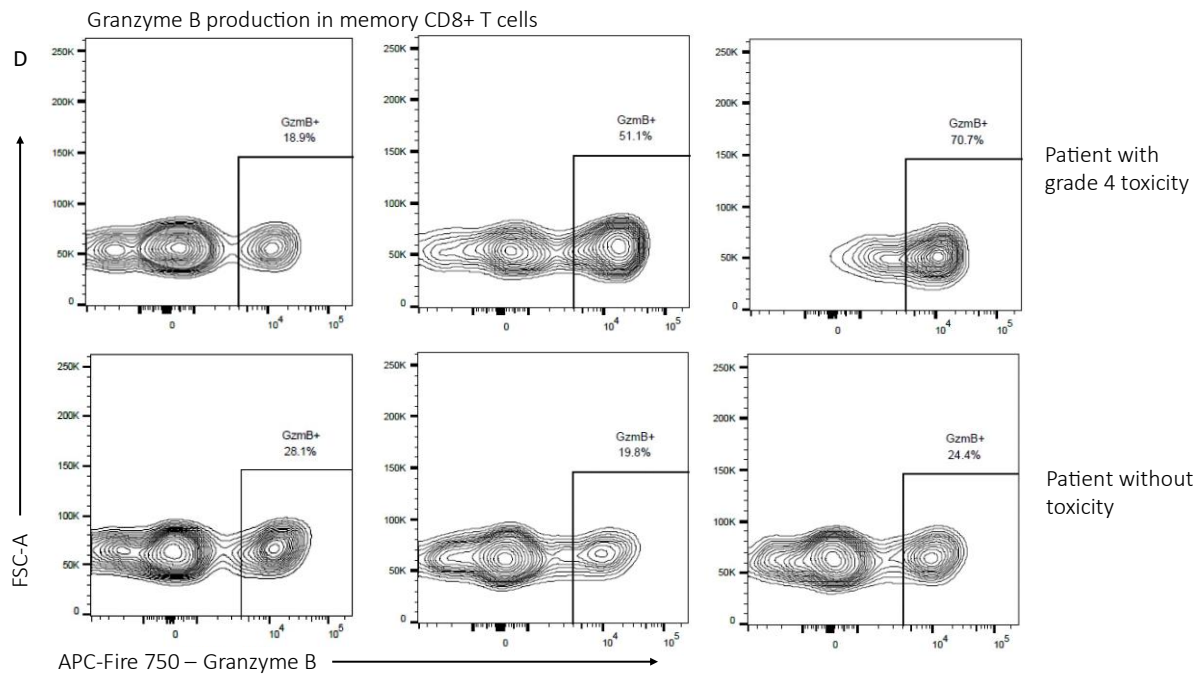 Granzyme B production in memory CD8+ T cells
D
250K
200K
150K
100K
50K
0
GzmB+
18.9%
0
10^4
10^5
250K
200K
150K
100K
50K
0
GzmB+
51.1%
0
10^4
10^5
250K
200K
150K
100K
50K
0
GzmB+
70.7%
0
10^4
10^5
Patient with
grade 4 toxicity
250K
200K
150K
100K
50K
0
GzmB+
28.1%
0
10^4
10^5
250K
200K
150K
100K
50K
0
GzmB+
19.8%
0
10^4
10^5
250K
200K
150K
100K
50K
0
GzmB+
24.4%
0
10^4
10^5
Patient without
toxicity
FSC-A
APC-Fire 750 – Granzyme B